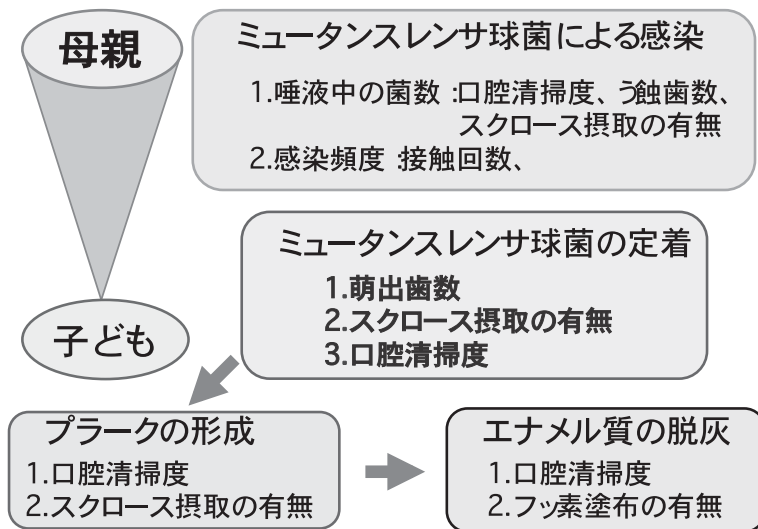 母親
ミュータンスレンサ球菌による感染
1.唾液中の菌数 :口腔清掃度、う蝕歯数、
スクロース摂取の有無
2.感染頻度 :接触回数、
ミュータンスレンサ球菌の定着
1.萌出歯数
2.スクロース摂取の有無
3.口腔清掃度
子ども
プラークの形成
1.口腔清掃度
2.スクロース摂取の有無
エナメル質の脱灰
1.口腔清掃度
2.フッ素塗布の有無